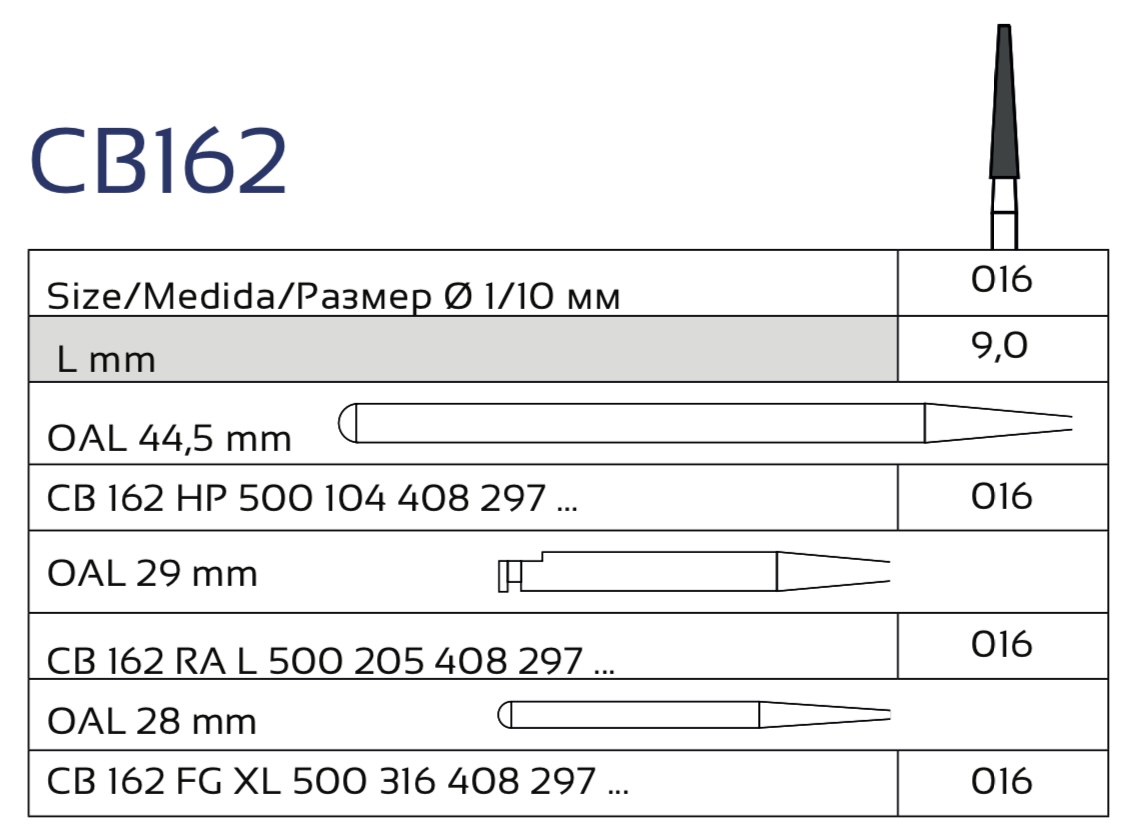 CB162
Size/Medida/Размер Ø 1/10 мм 016
L mm 9,0
OAL 44,5 mm
CB 162 HP 500 104 408 297 ... 016
OAL 29 mm
CB 162 RA L 500 205 408 297 ... 016
OAL 28 mm
CB 162 FG XL 500 316 408 297 ... 016